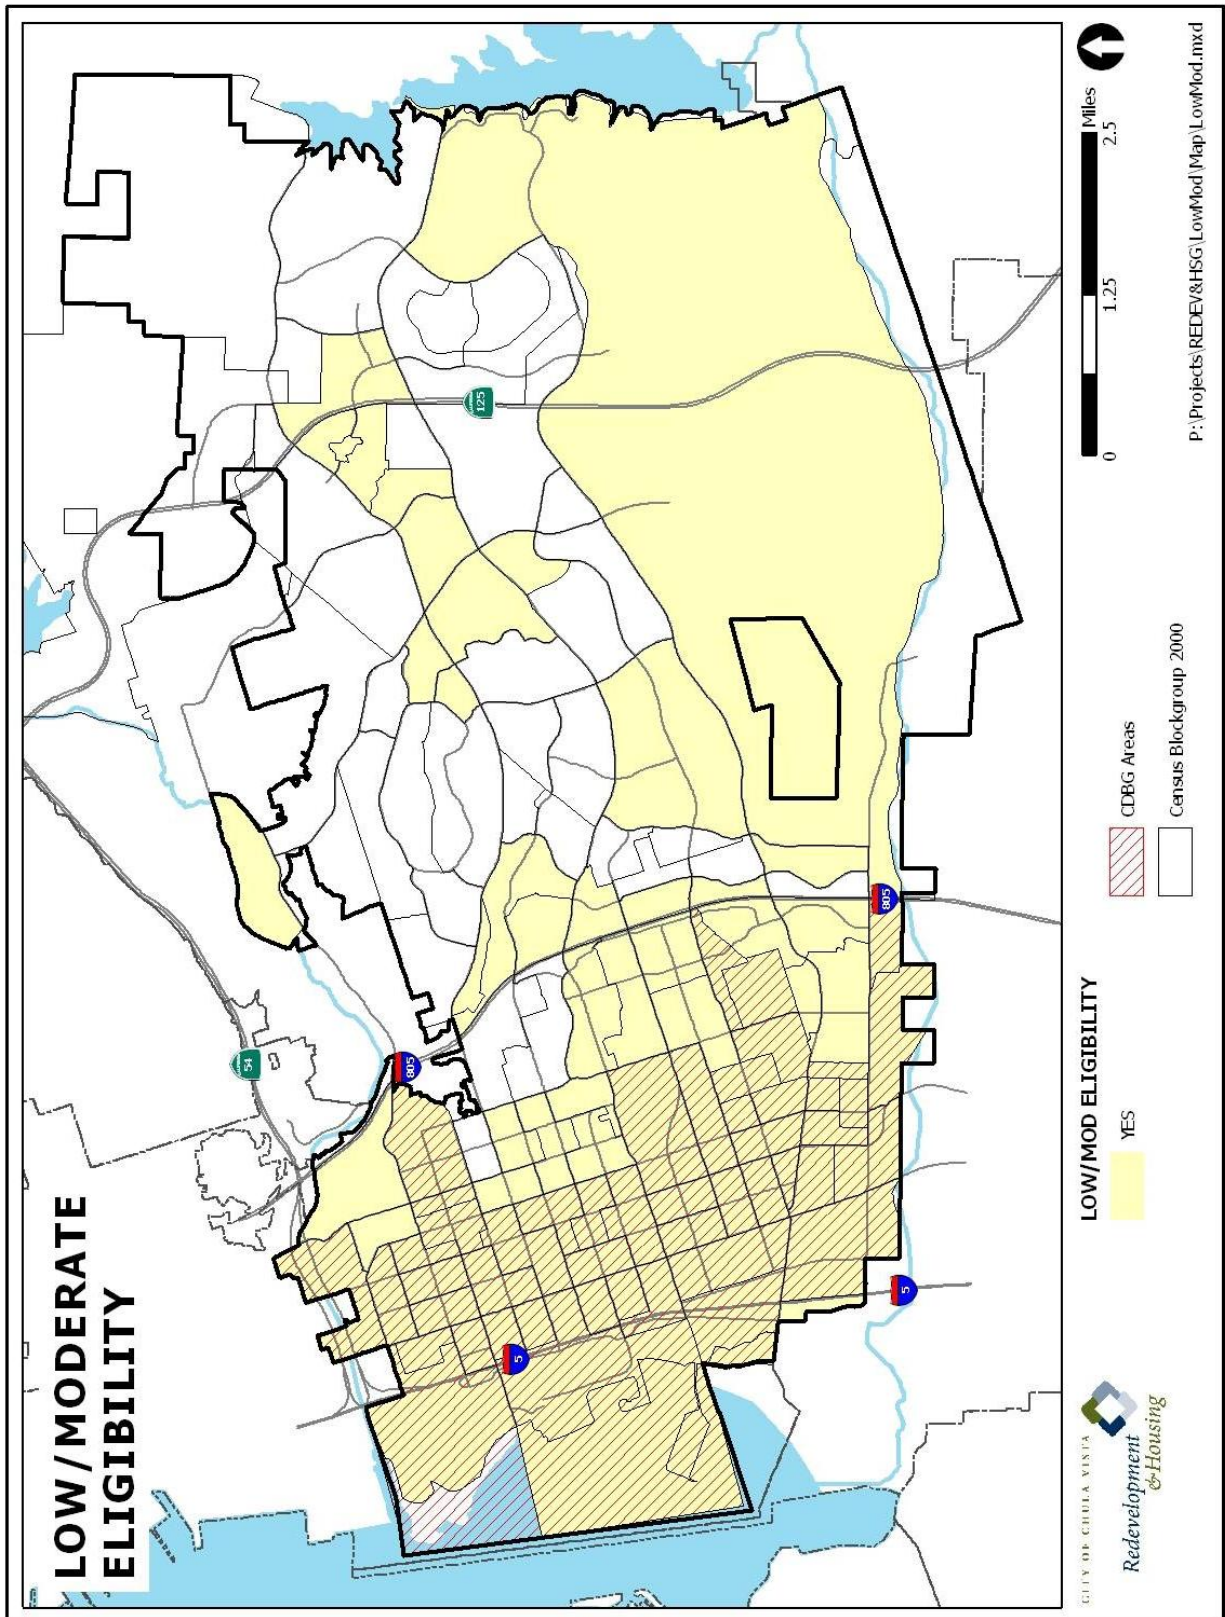 LOW/MODERATE
ELIGIBILITY
54
805
125
5
805
5
CITY OF CHULA VISTA
Redevelopment
& Housing
LOW/MOD ELIGIBILITY
YES
CDBG Areas
Census Blockgroup 2000
0 1.25 2.5 Miles
P:\Projects\REDEV&HSG\LowMod\Map\LowMod.mxd